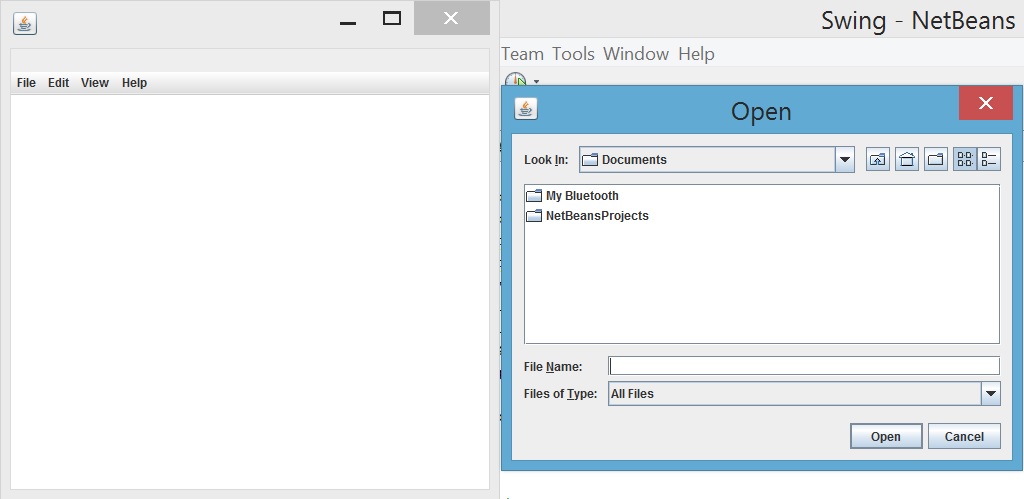 File Edit View Help
Swing - NetBeans
Team Tools Window Help
Open
Look In: Documents
My Bluetooth
NetBeansProjects
File Name:
Files of Type: All Files
Open Cancel